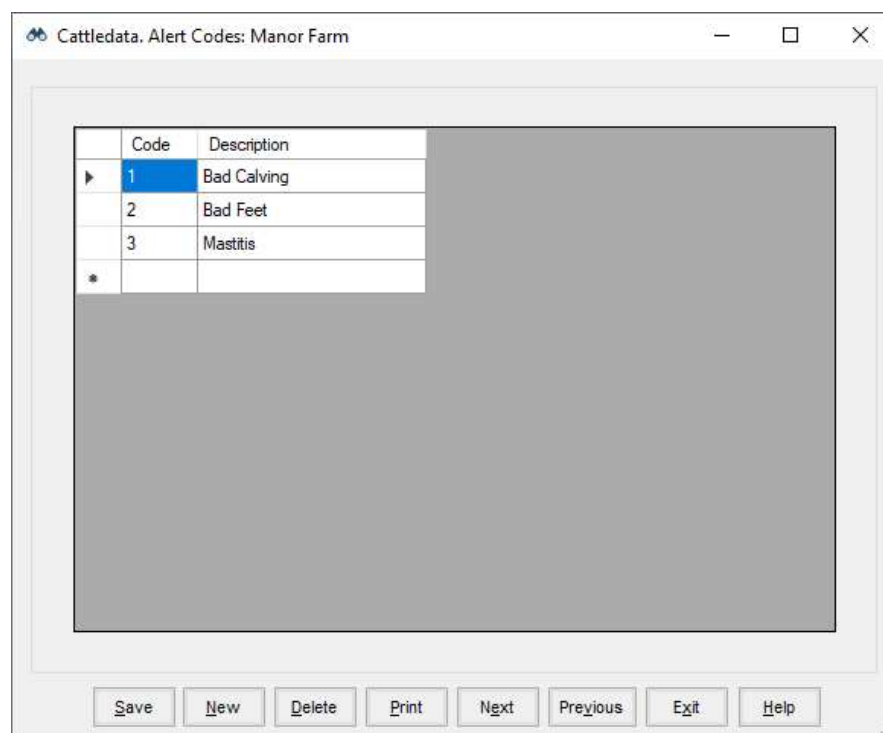 Cattledata. Alert Codes: Manor Farm
Code Description
1 Bad Calving
2 Bad Feet
3 Mastitis
Save New Delete Print Next Previous Exit Help